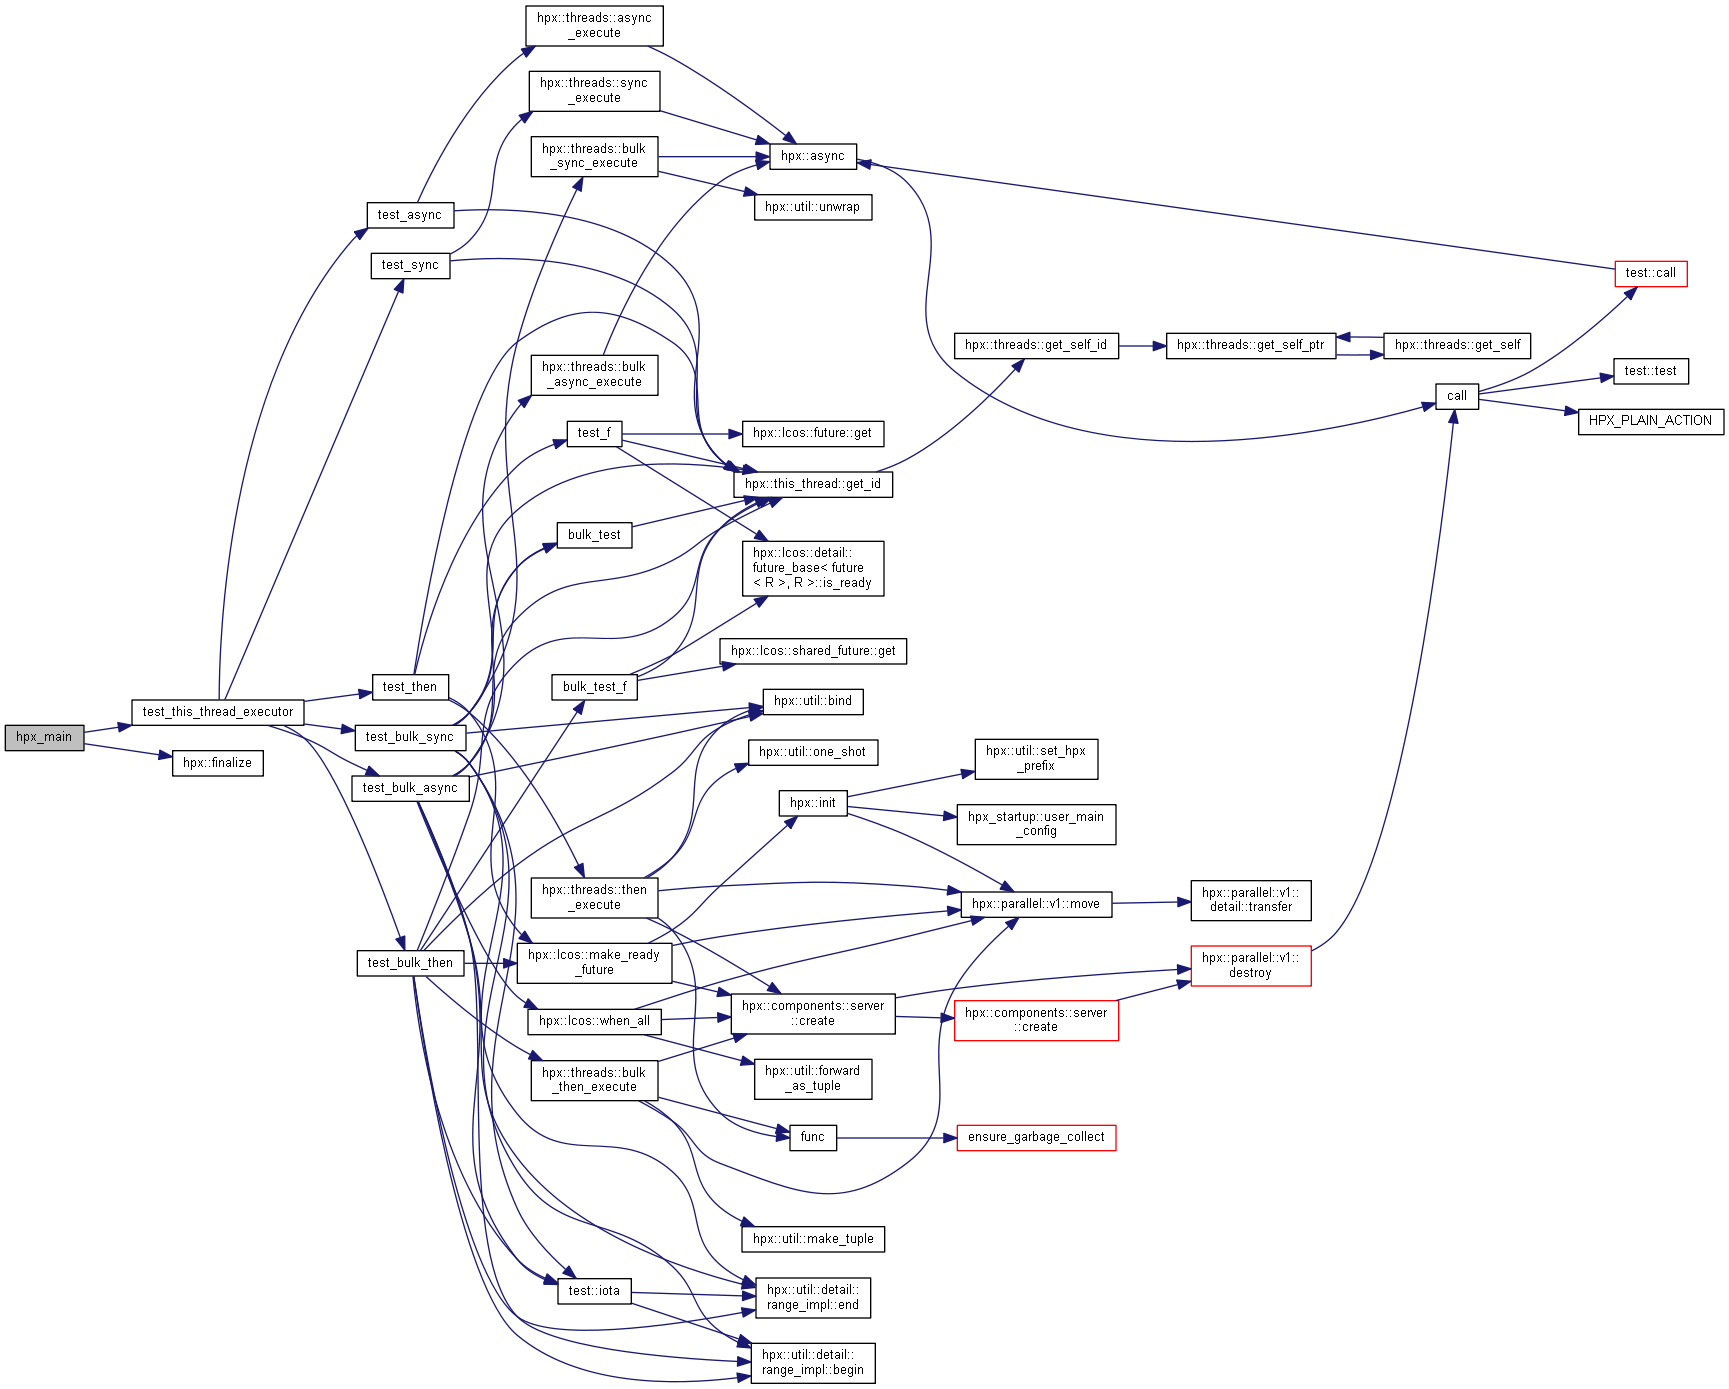 hpx_main
test_this_thread_executor
hpx::finalize
test_async
test_sync
test_then
test_bulk_sync
test_bulk_async
test_bulk_then
hpx::threads::async
_execute
hpx::threads::sync
_execute
hpx::threads::bulk
_sync_execute
hpx::threads::bulk
_async_execute
test_f
bulk_test
bulk_test_f
hpx::threads::then
_execute
hpx::lcos::make_ready
_future
hpx::lcos::when_all
hpx::threads::bulk
_then_execute
test::iota
hpx::async
hpx::util::unwrap
hpx::lcos::future::get
hpx::this_thread::get_id
hpx::lcos::detail::
future_base< future
< R >, R >::is_ready
hpx::lcos::shared_future::get
hpx::util::bind
hpx::util::one_shot
hpx::init
hpx::components::server
::create
hpx::util::forward
_as_tuple
func
hpx::util::make_tuple
hpx::util::detail::
range_impl::end
hpx::util::detail::
range_impl::begin
hpx::threads::get_self_id
hpx::util::set_hpx
_prefix
hpx_startup::user_main
_config
hpx::parallel::v1::move
hpx::components::server
::create
ensure_garbage_collect
hpx::threads::get_self_ptr
hpx::parallel::v1::
detail::transfer
hpx::parallel::v1::
destroy
hpx::threads::get_self
call
test::call
test::test
HPX_PLAIN_ACTION